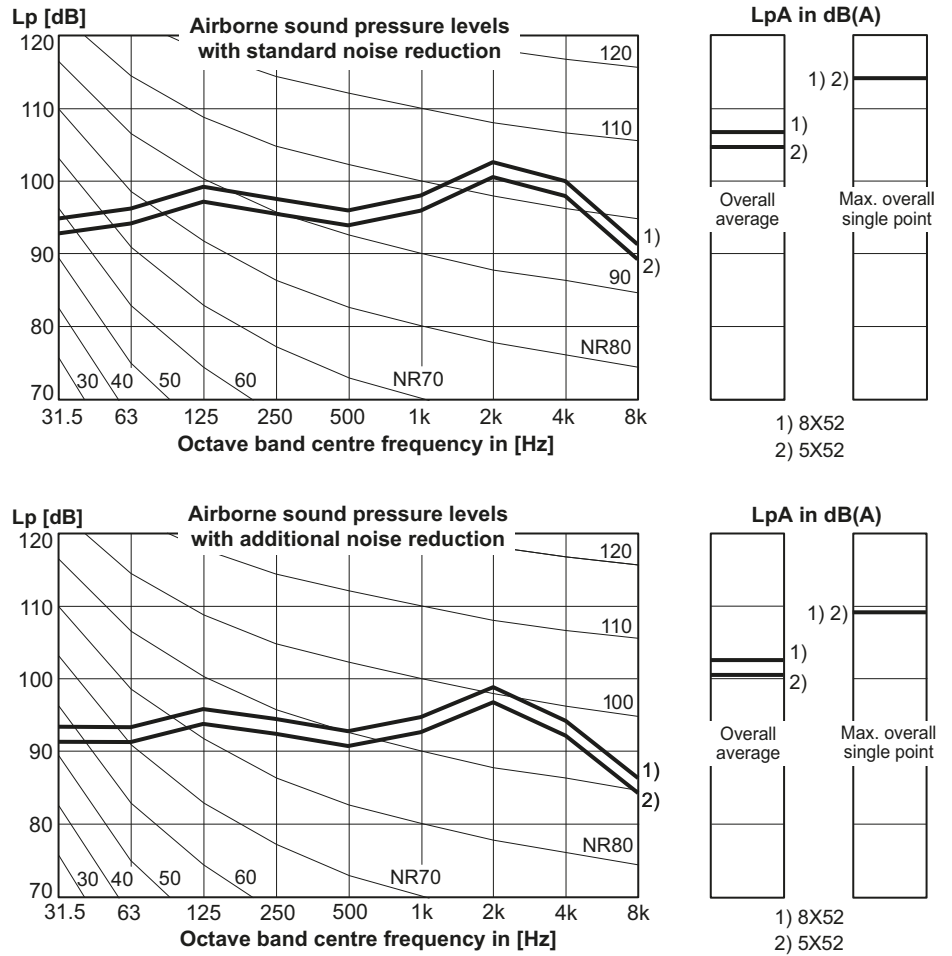 Lp [dB]
Airborne sound pressure levels
with standard noise reduction
120
110
100
90
80
70
120
110
90
NR80
NR70
60
50
40
30
1)
2)
31.5 63 125 250 500 1k 2k 4k 8k
Octave band centre frequency in [Hz]
LpA in dB(A)
1) 2)
1)
2)
Overall
average
Max. overall
single point
1) 8X52
2) 5X52
Lp [dB]
Airborne sound pressure levels
with additional noise reduction
120
110
100
90
80
70
120
110
100
NR80
NR70
60
50
40
30
1)
2)
31.5 63 125 250 500 1k 2k 4k 8k
Octave band centre frequency in [Hz]
LpA in dB(A)
1) 2)
1)
2)
Overall
average
Max. overall
single point
1) 8X52
2) 5X52